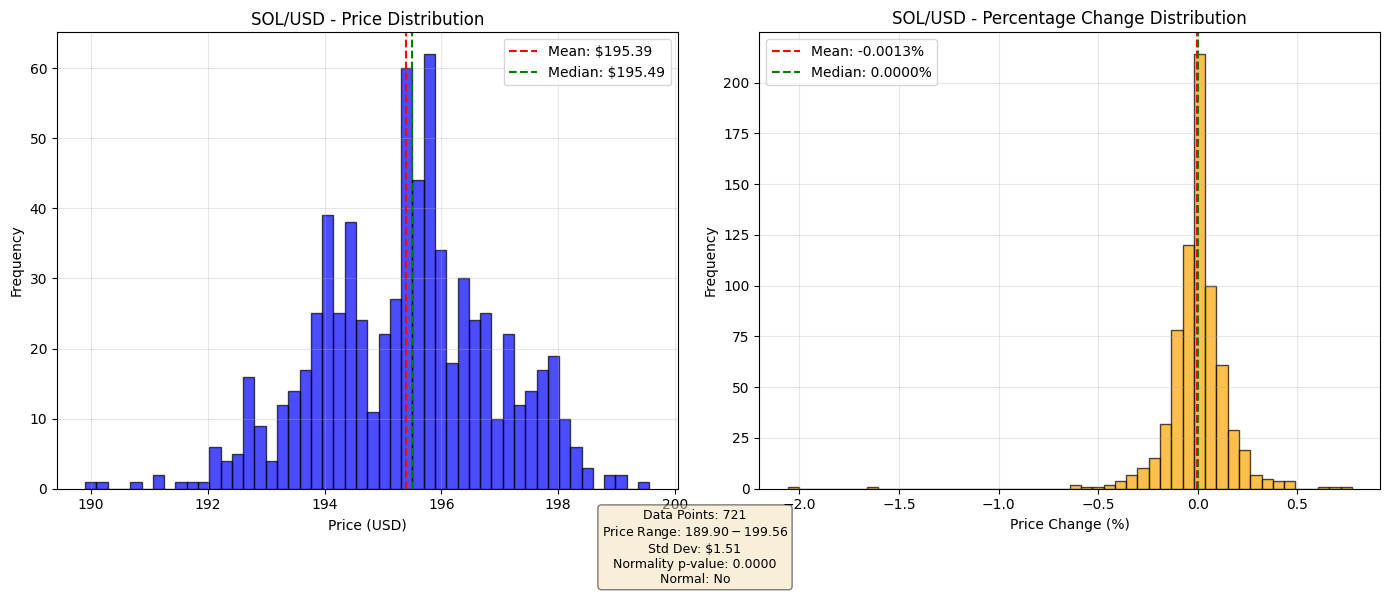 SOL/USD - Price Distribution
Mean: $195.39
Median: $195.49
Frequency
60
50
40
30
20
10
0
190
192
194
196
198
200
Price (USD)
SOL/USD - Percentage Change Distribution
Mean: -0.0013%
Median: 0.0000%
Frequency
200
175
150
125
100
75
50
25
0
−2.0
−1.5
−1.0
−0.5
0.0
0.5
Price Change (%)
Data Points: 721
Price Range: 189.90 − 199.56
Std Dev: $1.51
Normality p-value: 0.0000
Normal: No